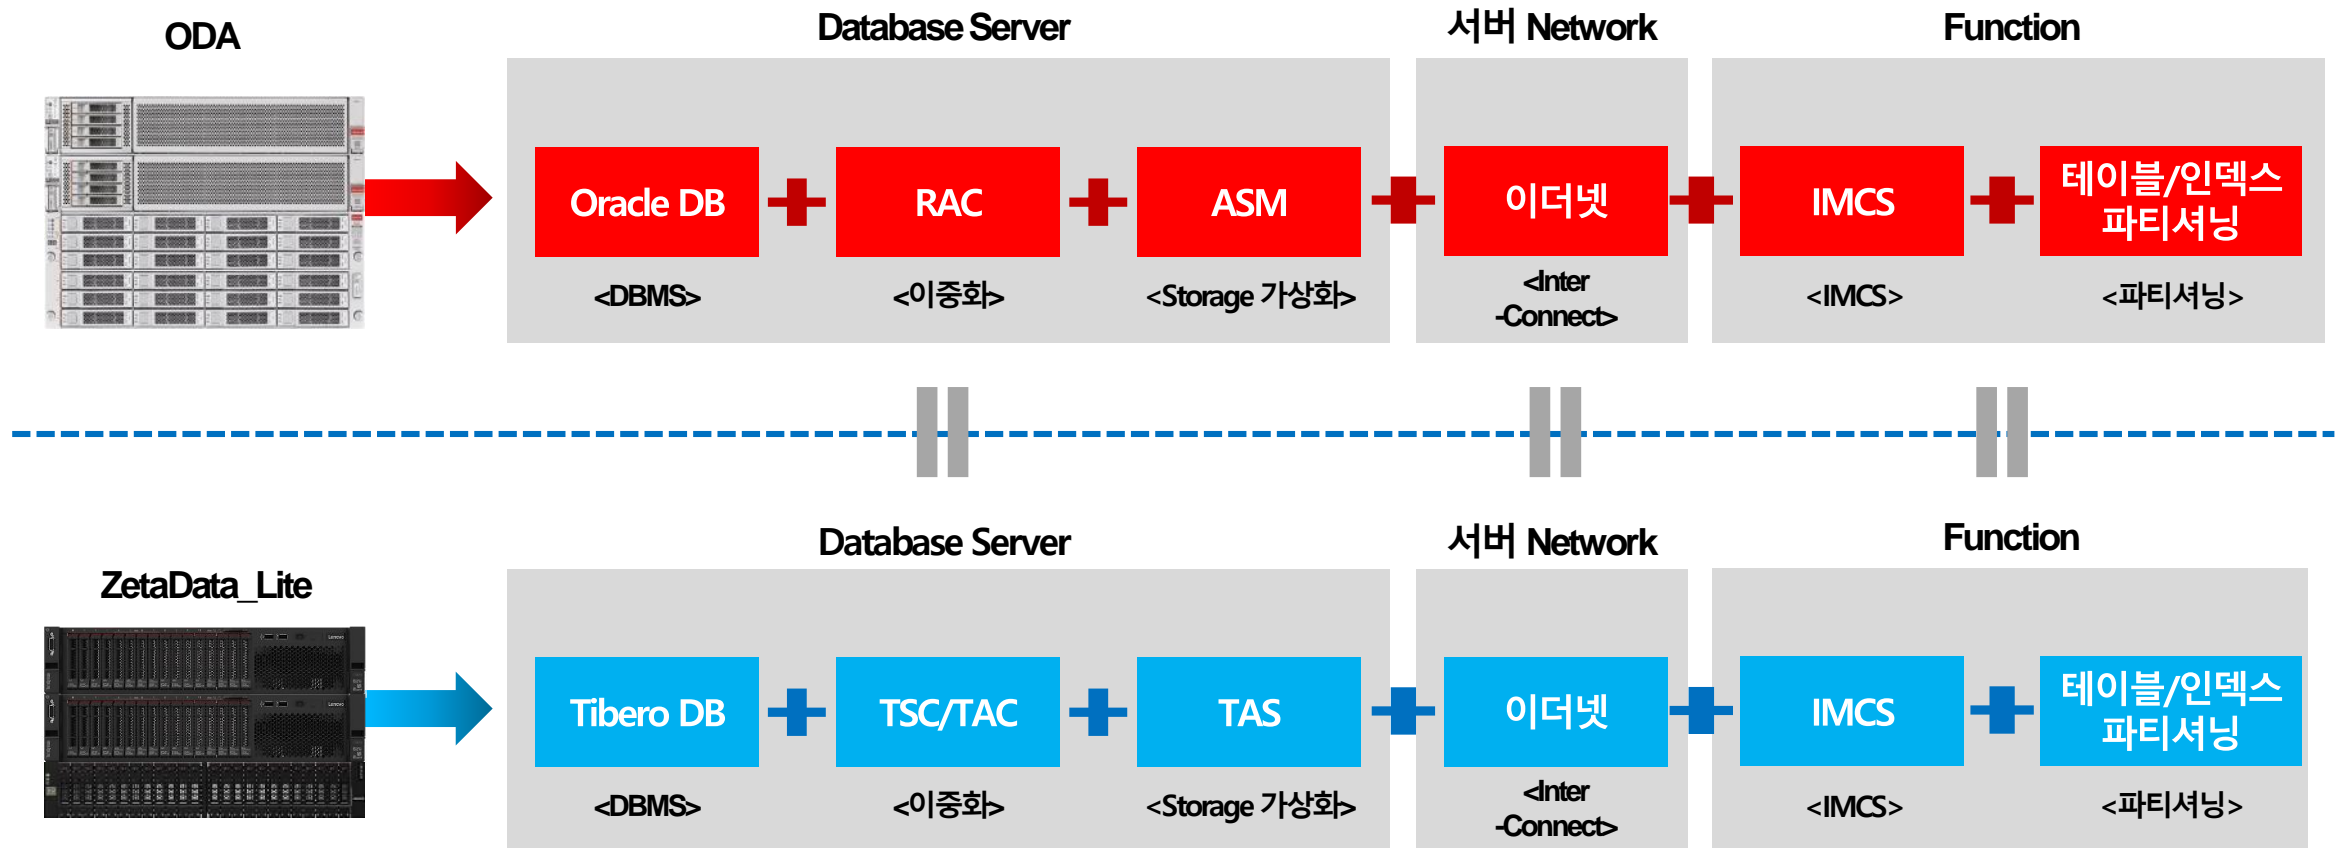 ODA
Database Server
서버 Network
Function
Oracle DB
RAC
ASM
이더넷
IMCS
테이블/인덱스
파티셔닝
<DBMS>
<이중화>
<Storage 가상화>
<Inter
-Connect>
<IMCS>
<파티셔닝>
ZetaData_Lite
Database Server
서버 Network
Function
Tibero DB
TSC/TAC
TAS
이더넷
IMCS
테이블/인덱스
파티셔닝
<DBMS>
<이중화>
<Storage 가상화>
<Inter
-Connect>
<IMCS>
<파티셔닝>
Lenovo
Lenovo